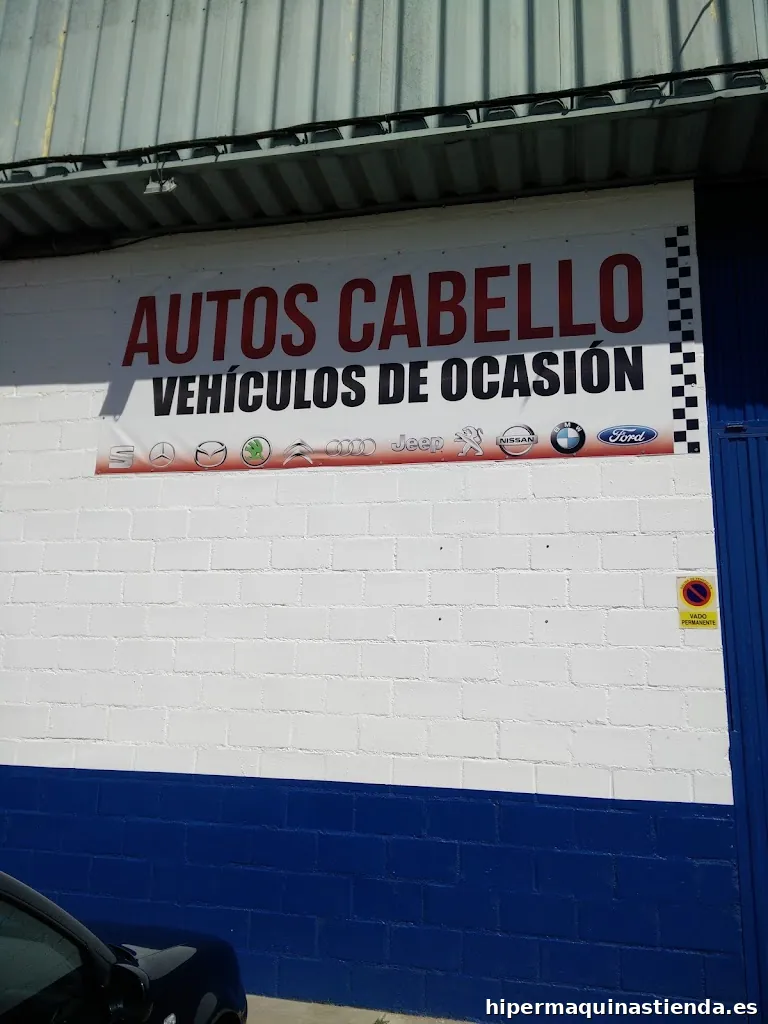 AUTOS CABELLO
VEHÍCULOS DE OCASIÓN
Jeep NISSAN BMW Ford
VADO
PERMANENTE
hipermaquinastienda.es